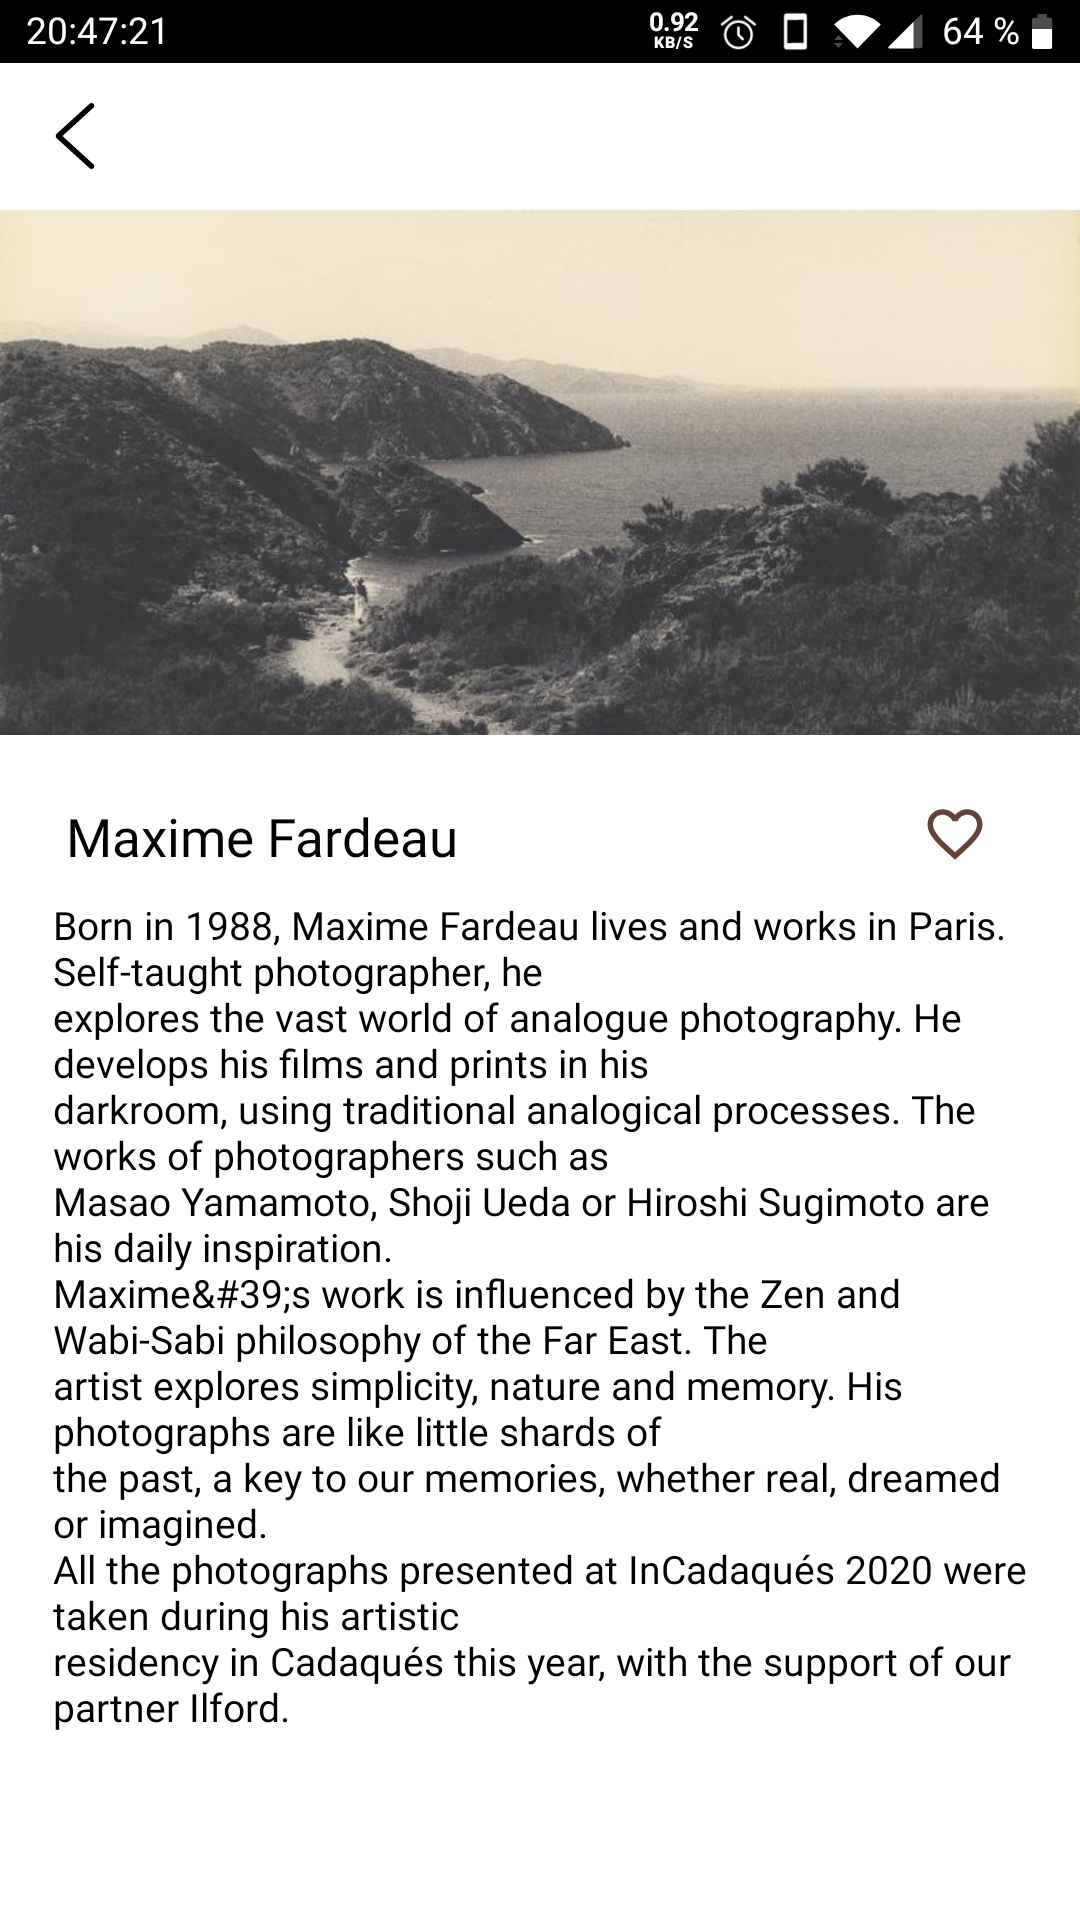 20:47:21
0.92
KB/S
64 %
Maxime Fardeau
Born in 1988, Maxime Fardeau lives and works in Paris.
Self-taught photographer, he
explores the vast world of analogue photography. He
develops his films and prints in his
darkroom, using traditional analogical processes. The
works of photographers such as
Masao Yamamoto, Shoji Ueda or Hiroshi Sugimoto are
his daily inspiration.
Maxime&#39;s work is influenced by the Zen and
Wabi-Sabi philosophy of the Far East. The
artist explores simplicity, nature and memory. His
photographs are like little shards of
the past, a key to our memories, whether real, dreamed
or imagined.
All the photographs presented at InCadaqués 2020 were
taken during his artistic
residency in Cadaqués this year, with the support of our
partner Ilford.